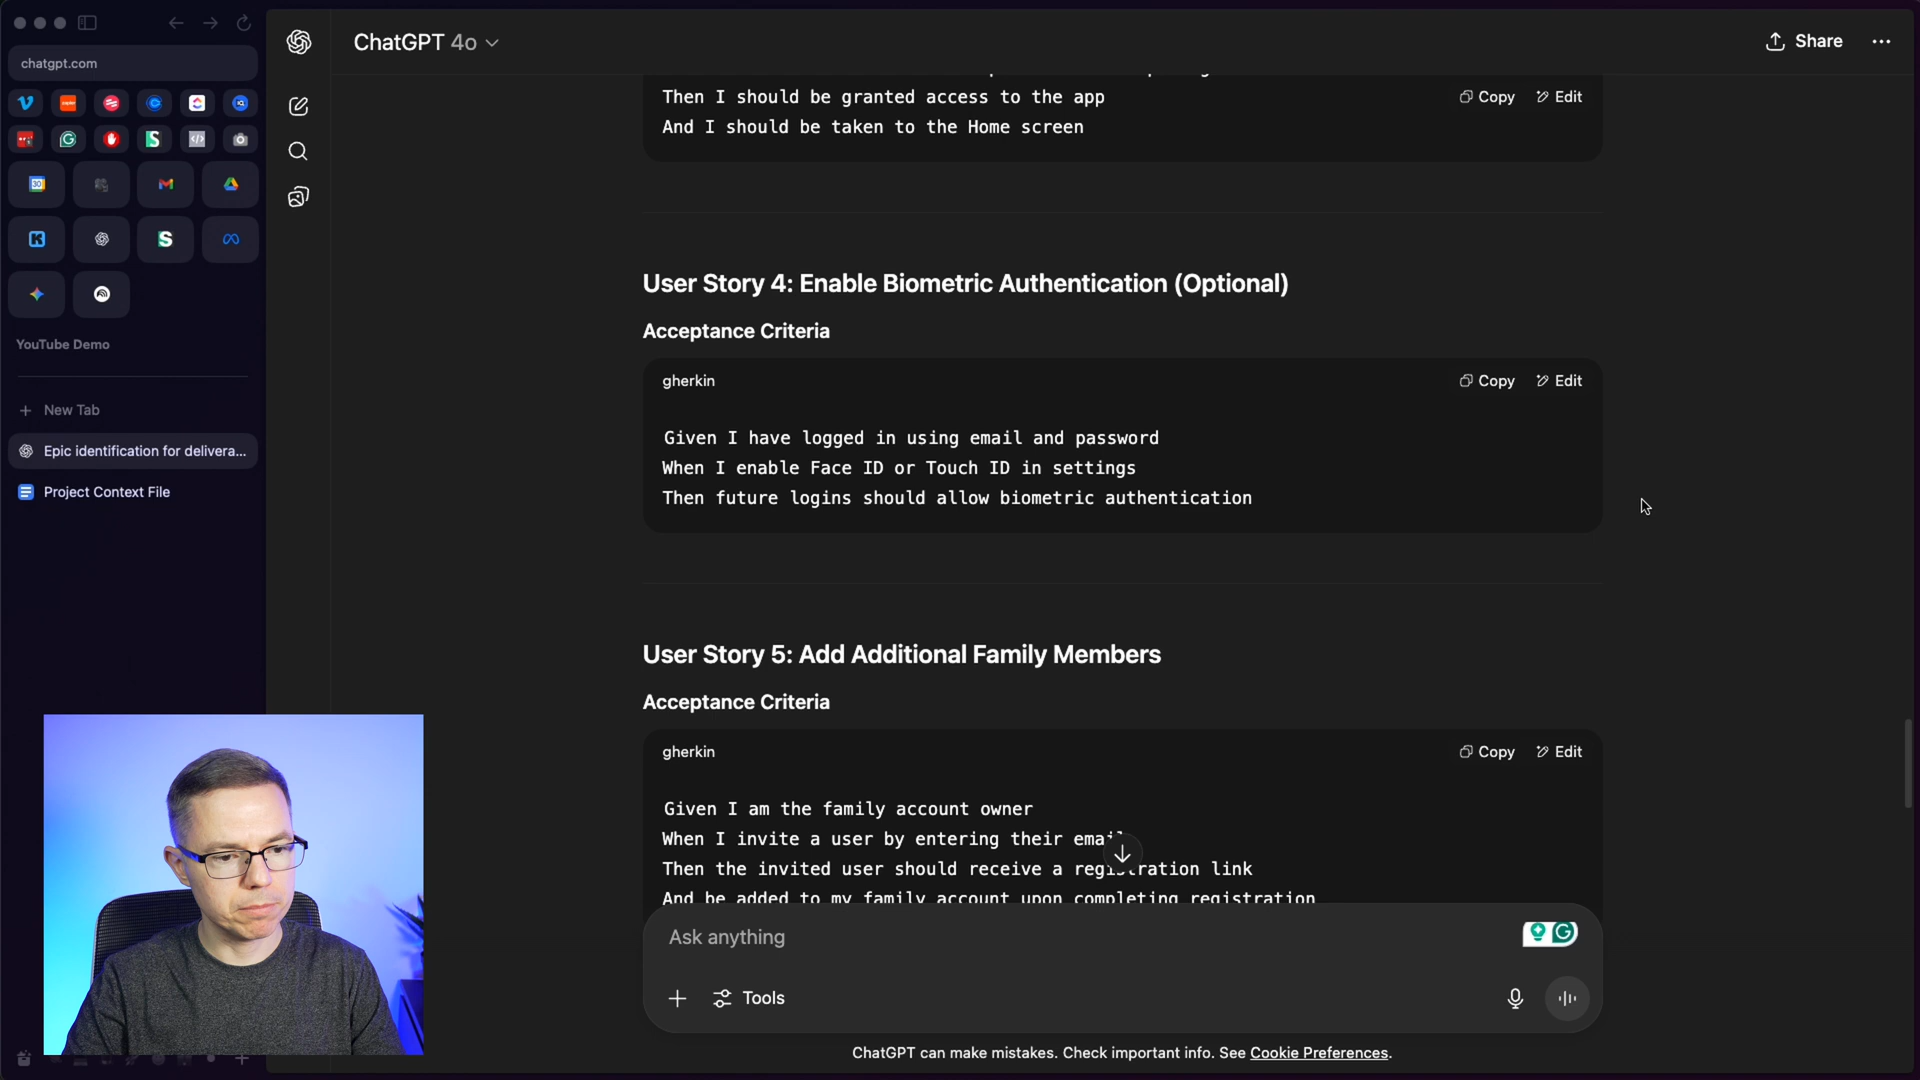 chatgpt.com
YouTube Demo
New Tab
Epic identification for delivera...
Project Context File
ChatGPT 4o
Share
Then I should be granted access to the app
Copy
Edit
And I should be taken to the Home screen
User Story 4: Enable Biometric Authentication (Optional)
Acceptance Criteria
gherkin
Copy
Edit
Given I have logged in using email and password
When I enable Face ID or Touch ID in settings
Then future logins should allow biometric authentication
User Story 5: Add Additional Family Members
Acceptance Criteria
gherkin
Copy
Edit
Given I am the family account owner
When I invite a user by entering their email
Then the invited user should receive a registration link
And be added to my family account upon completing registration
Ask anything
Tools
ChatGPT can make mistakes. Check important info. See Cookie Preferences.